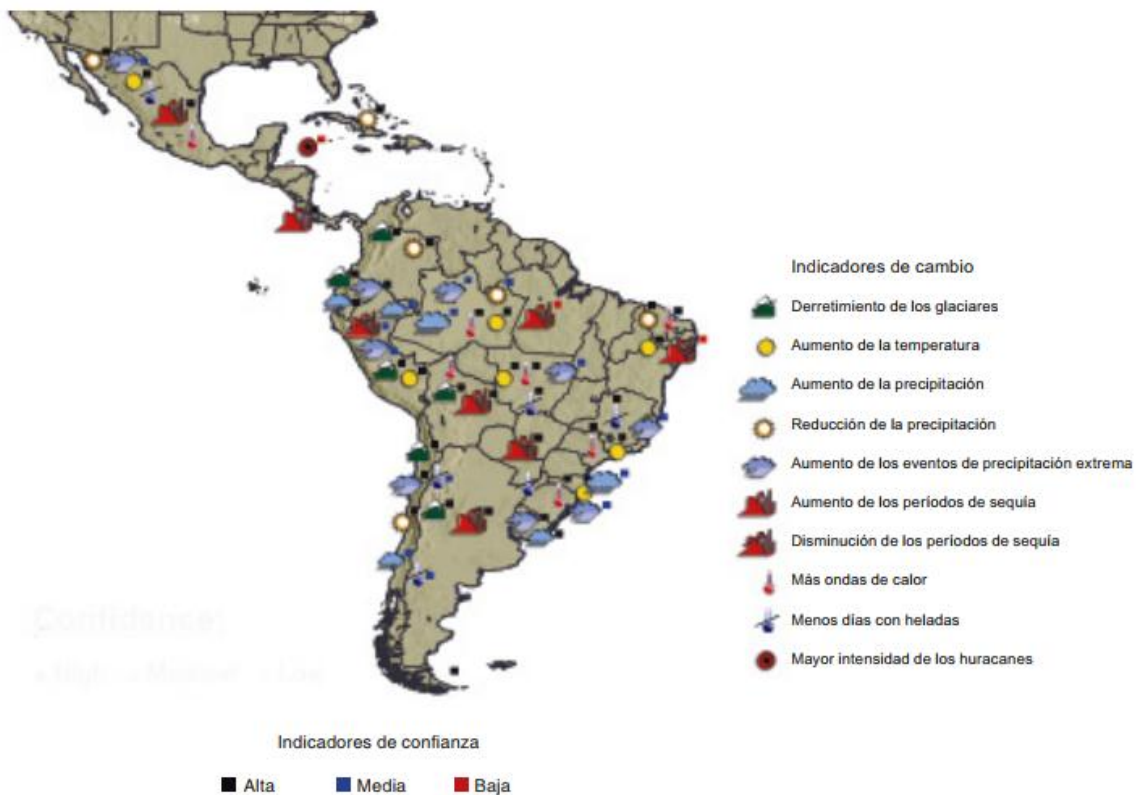 Indicadores de cambio
Derretimiento de los glaciares
Aumento de la temperatura
Aumento de la precipitación
Reducción de la precipitación
Aumento de los eventos de precipitación extrema
Aumento de los períodos de sequía
Disminución de los períodos de sequía
Más ondas de calor
Menos días con heladas
Mayor intensidad de los huracanes
Confidence:
High Medium Low
Indicadores de confianza
Alta Media Baja